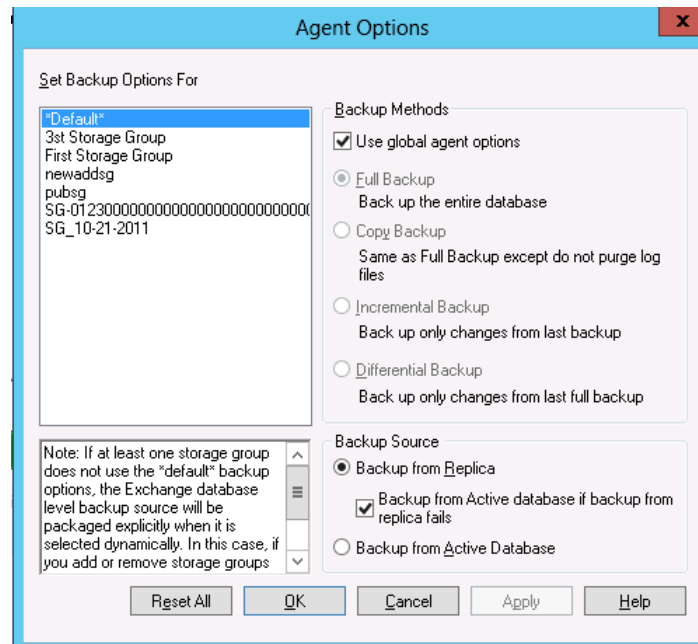 Agent Options
x
Set Backup Options For
*Default*
3st Storage Group
First Storage Group
newaddsg
pubsg
SG-0123000000000000000000000000
SG_10-21-2011
Note: If at least one storage group
does not use the *default* backup
options, the Exchange database
level backup source will be
packaged explicitly when it is
selected dynamically. In this case, if
you add or remove storage groups
Backup Methods
Use global agent options
Full Backup
Back up the entire database
Copy Backup
Same as Full Backup except do not purge log
files
Incremental Backup
Back up only changes from last backup
Differential Backup
Back up only changes from last full backup
Backup Source
Backup from Replica
Backup from Active database if backup from
replica fails
Backup from Active Database
Reset All
OK
Cancel
Apply
Help